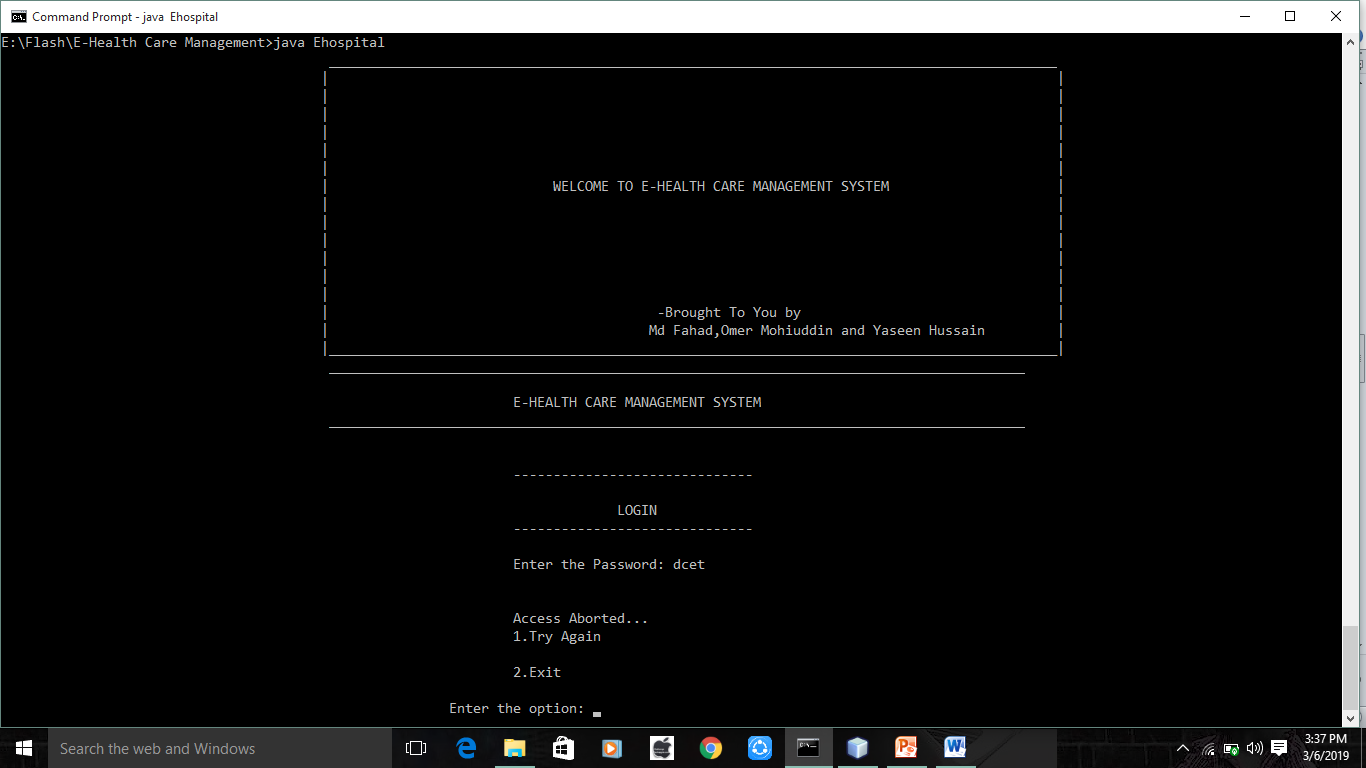 Command Prompt - java Ehospital
E:\Flash\E-Health Care Management>java Ehospital
WELCOME TO E-HEALTH CARE MANAGEMENT SYSTEM
-Brought To You by
Md Fahad,Omer Mohiuddin and Yaseen Hussain
E-HEALTH CARE MANAGEMENT SYSTEM
------------------------------
LOGIN
------------------------------
Enter the Password: dcet
Access Aborted...
1.Try Again
2.Exit
Enter the option:
Search the web and Windows
3:37 PM
3/6/2019